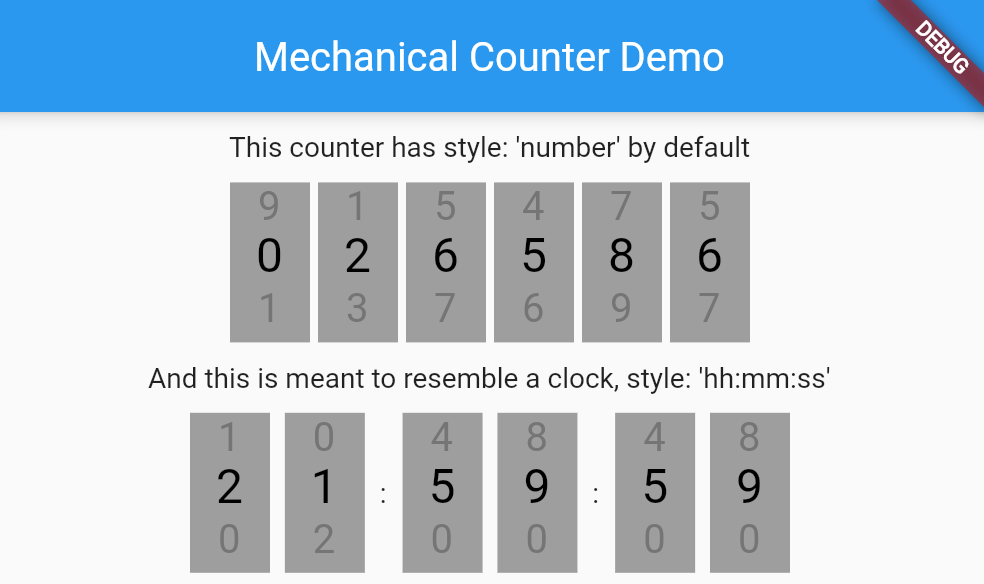 Mechanical Counter Demo
DEBUG
This counter has style: 'number' by default
9 1 5 4 7 5
0 2 6 5 8 6
1 3 7 6 9 7
And this is meant to resemble a clock, style: 'hh:mm:ss'
1 0 4 8 4 8
2 1 : 5 9 : 5 9
0 2 0 0 0 0